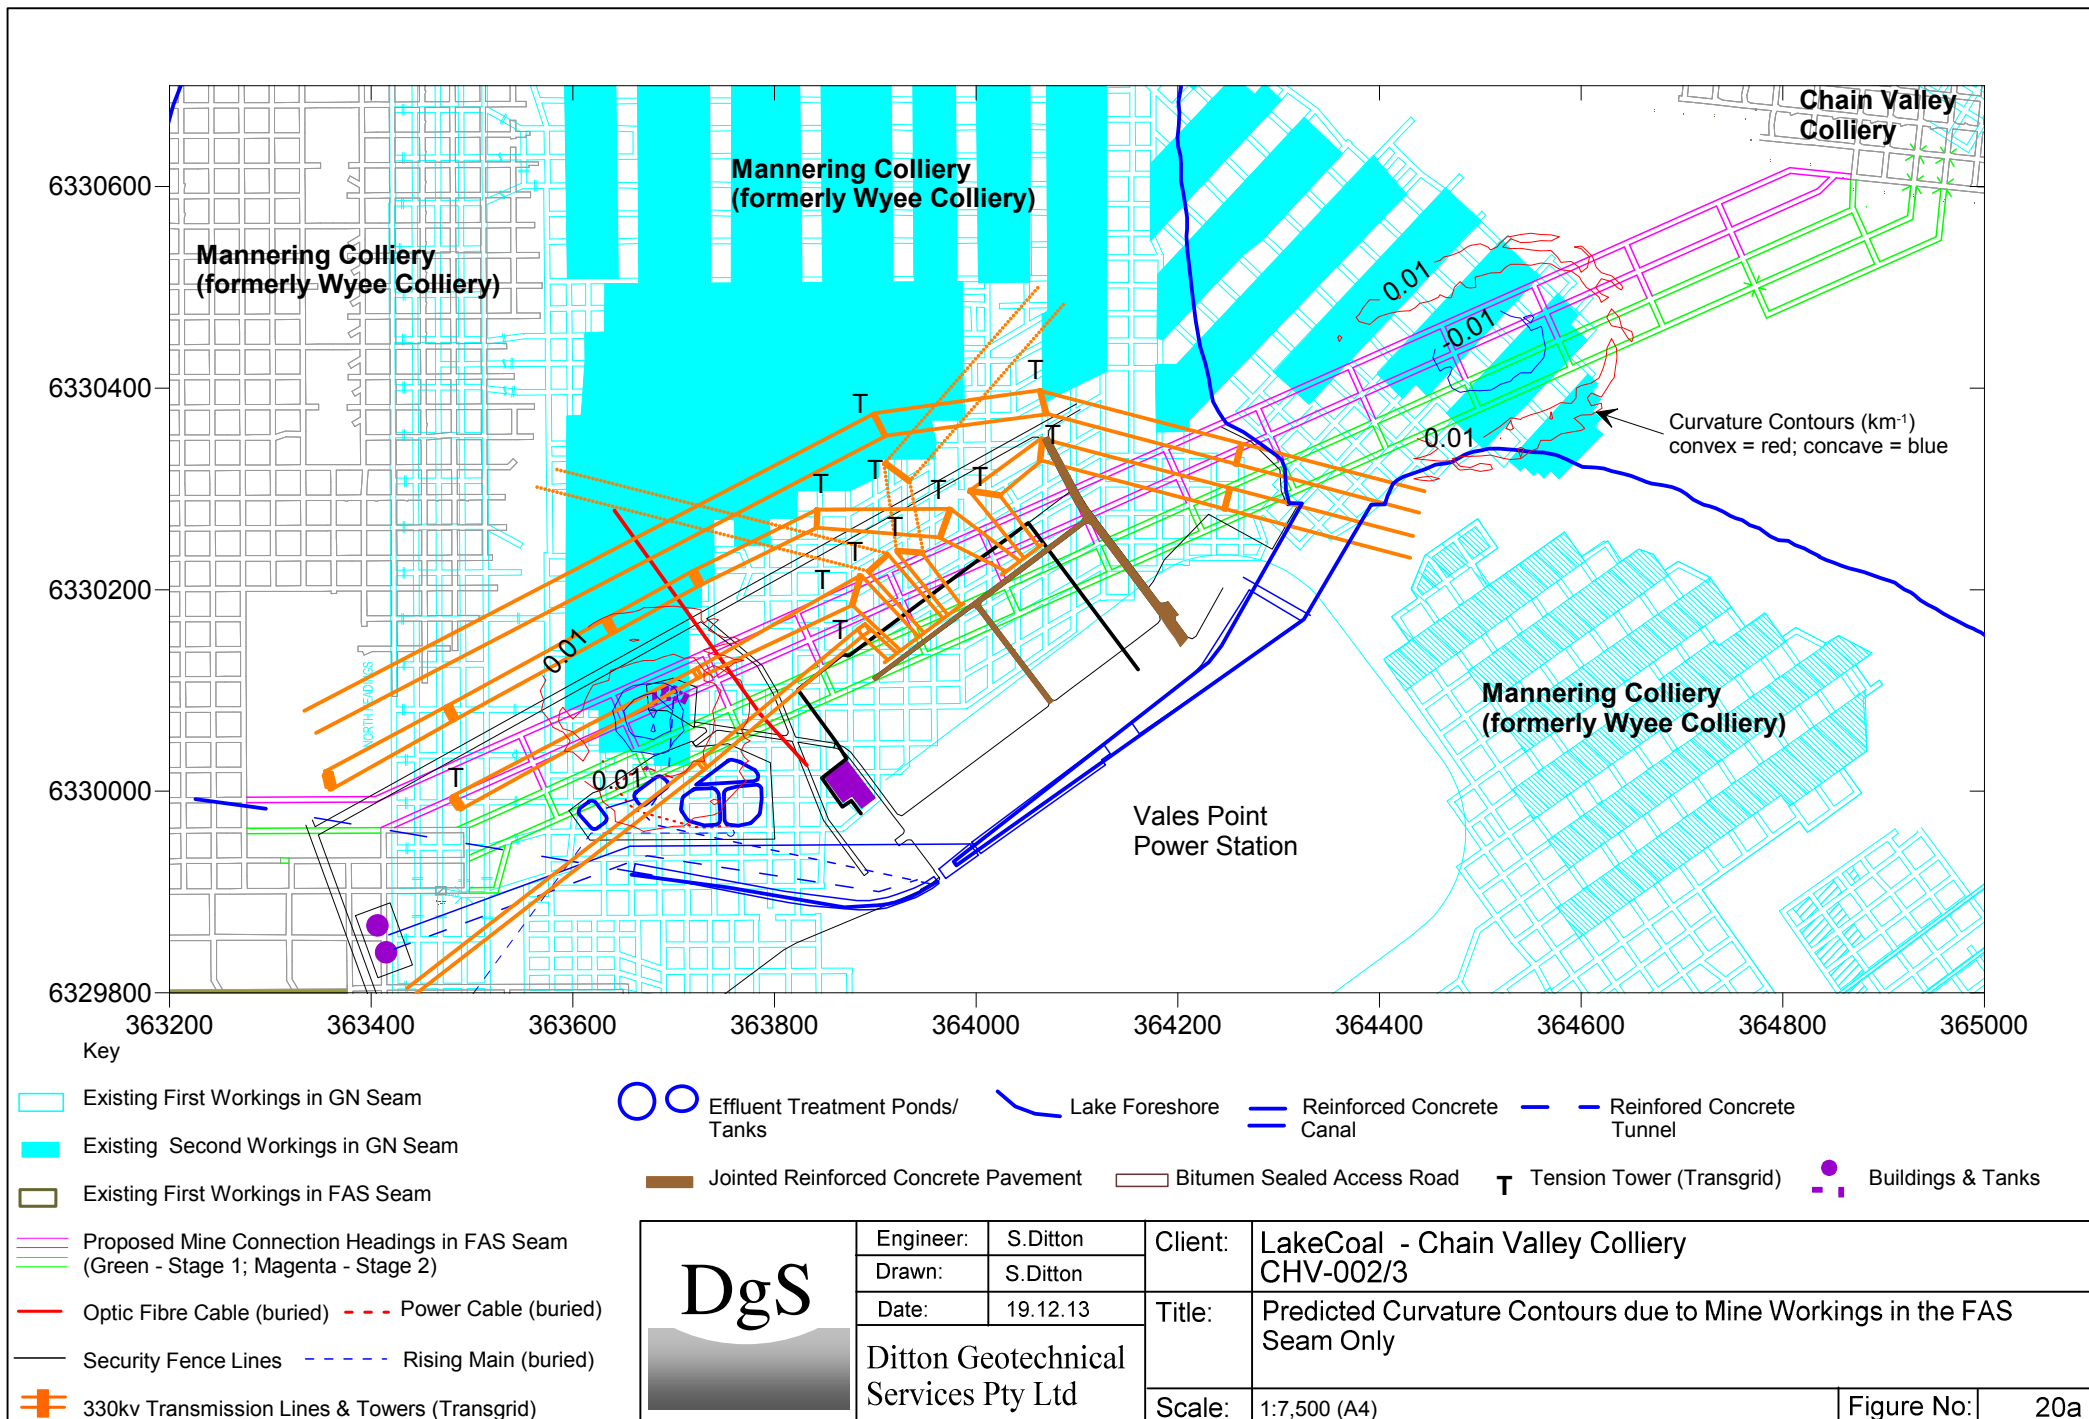 Chain Valley
Colliery
Mannering Colliery
(formerly Wyee Colliery)
Mannering Colliery
(formerly Wyee Colliery)
6330600
6330400
6330200
6330000
6329800
0.01
-0.01
0.01
Curvature Contours (km-1)
convex = red; concave = blue
T
T
T
T
T
T
T
T
T
T
T
T
0.01
0.01
NORTH HEADINGS
Mannering Colliery
(formerly Wyee Colliery)
Vales Point
Power Station
363200
363400
363600
363800
364000
364200
364400
364600
364800
365000
Key
Existing First Workings in GN Seam
Existing Second Workings in GN Seam
Existing First Workings in FAS Seam
Proposed Mine Connection Headings in FAS Seam
(Green - Stage 1; Magenta - Stage 2)
Optic Fibre Cable (buried)
Power Cable (buried)
Security Fence Lines
Rising Main (buried)
330kv Transmission Lines & Towers (Transgrid)
Effluent Treatment Ponds/
Tanks
Lake Foreshore
Reinforced Concrete
Canal
Reinfored Concrete
Tunnel
Jointed Reinforced Concrete Pavement
Bitumen Sealed Access Road
T Tension Tower (Transgrid)
Buildings & Tanks
DgS
Engineer: S.Ditton
Drawn: S.Ditton
Date: 19.12.13
Ditton Geotechnical
Services Pty Ltd
Client: LakeCoal - Chain Valley Colliery
CHV-002/3
Title: Predicted Curvature Contours due to Mine Workings in the FAS
Seam Only
Scale: 1:7,500 (A4)
Figure No: 20a